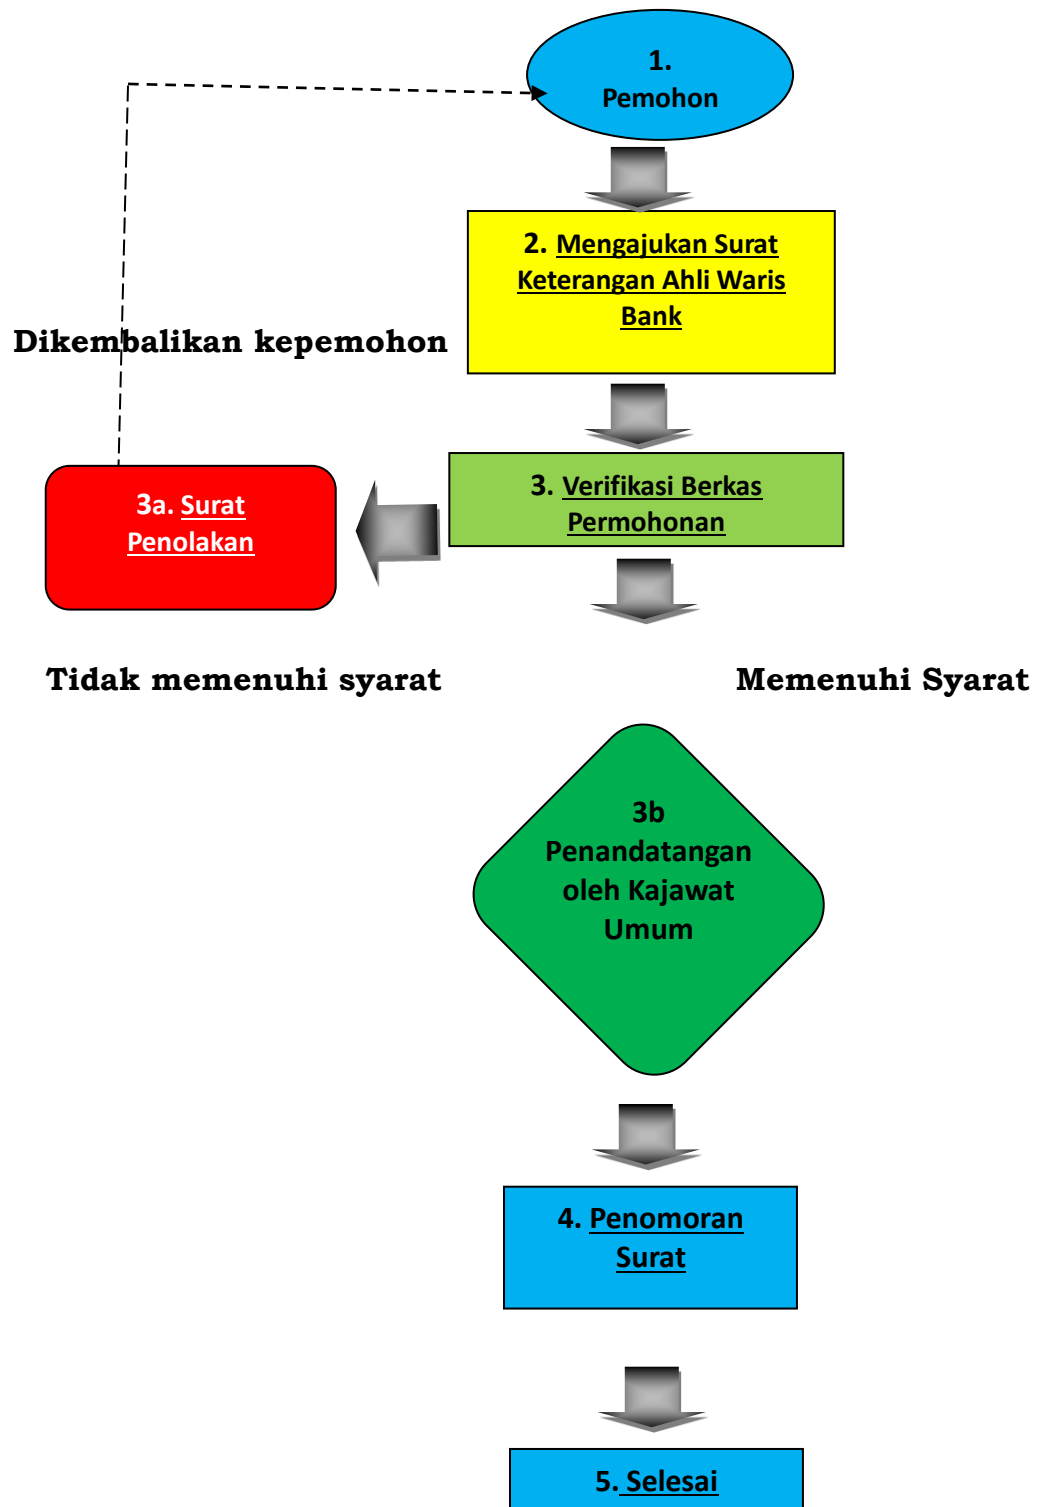 1.
Pemohon
2. Mengajukan Surat
Keterangan Ahli Waris
Bank
Dikembalikan kepemohon
3. Verifikasi Berkas
Permohonan
3a. Surat
Penolakan
Tidak memenuhi syarat
Memenuhi Syarat
3b
Penandatangan
oleh Kajawat
Umum
4. Penomoran
Surat
5. Selesai